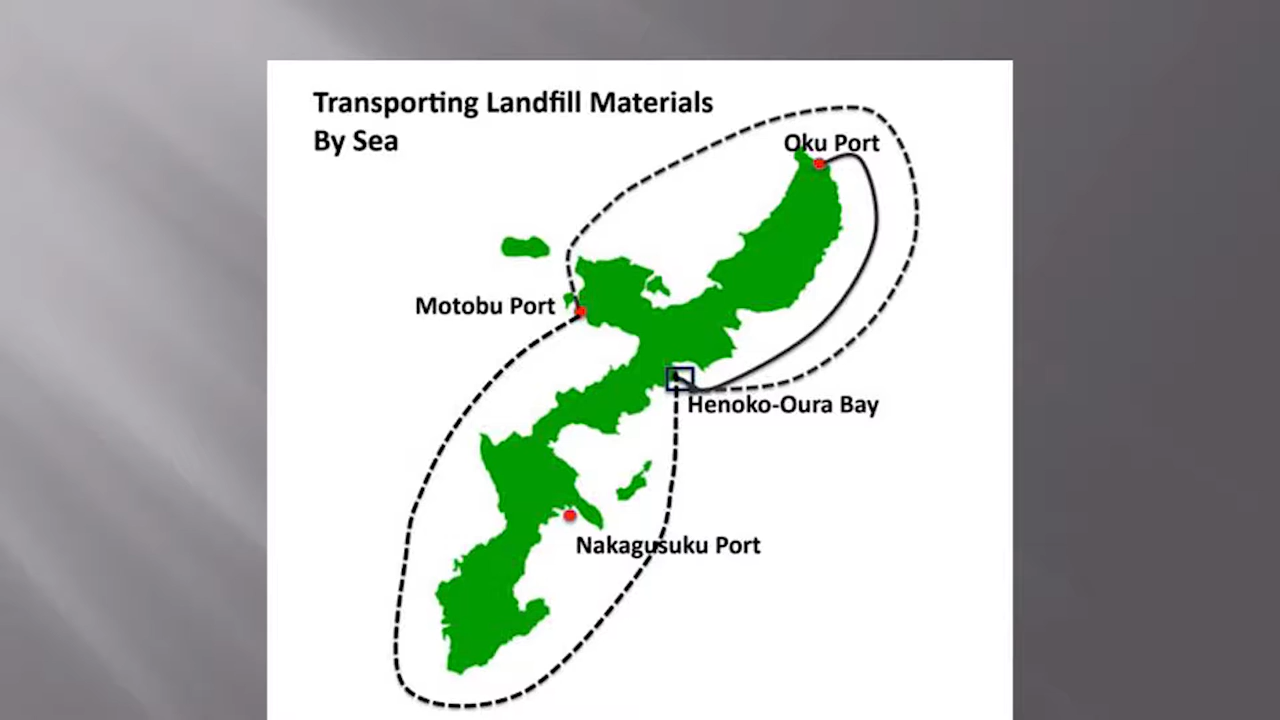 Transporting Landfill Materials
By Sea
Oku Port
Motobu Port
Henoko-Oura Bay
Nakagusuku Port